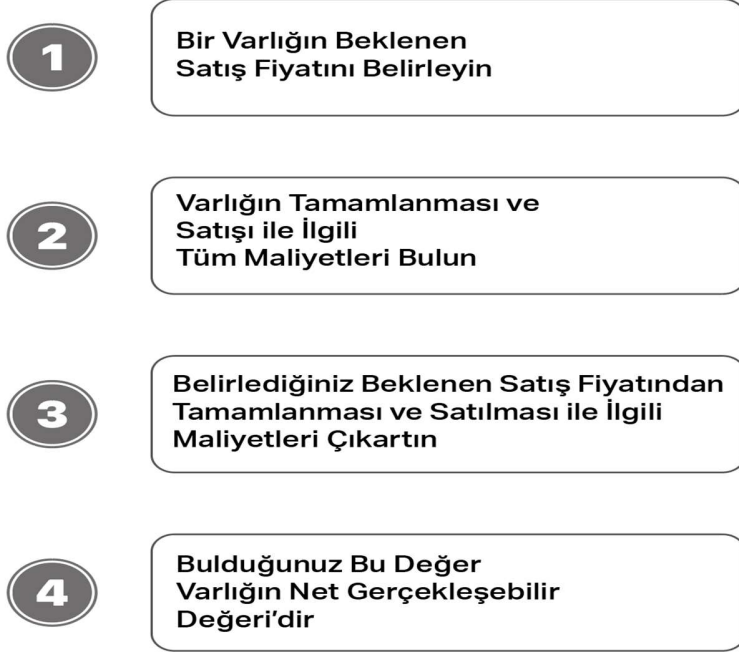 1
Bir Varlığın Beklenen
Satış Fiyatını Belirleyin
2
Varlığın Tamamlanması ve
Satışı ile İlgili
Tüm Maliyetleri Bulun
3
Belirlediğiniz Beklenen Satış Fiyatından
Tamamlanması ve Satılması ile İlgili
Maliyetleri Çıkartın
4
Bulduğunuz Bu Değer
Varlığın Net Gerçekleşebilir
Değeri’dir